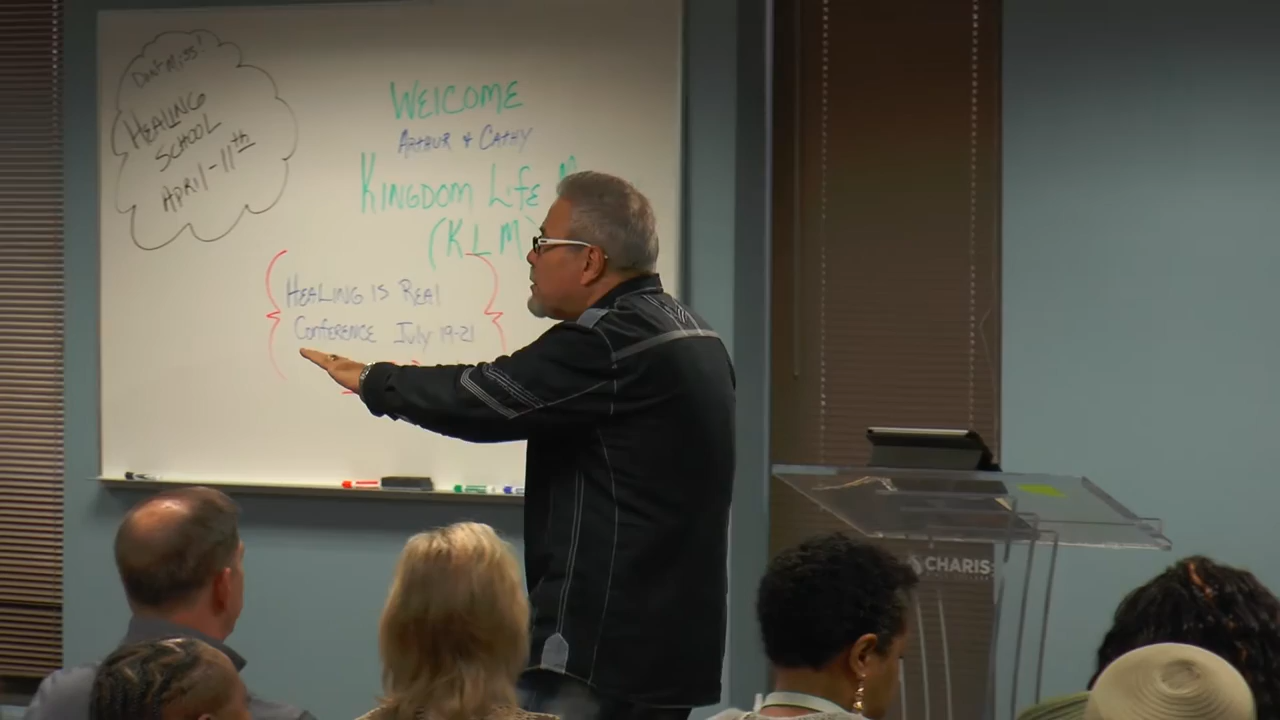 Don't Miss!
HEALING
SCHOOL
APRIL-11th
WELCOME
ARTHUR & CATHY
KINGDOM LIFE
(KLM)
HEALING IS REAL
CONFERENCE July 19-21
CHARIS